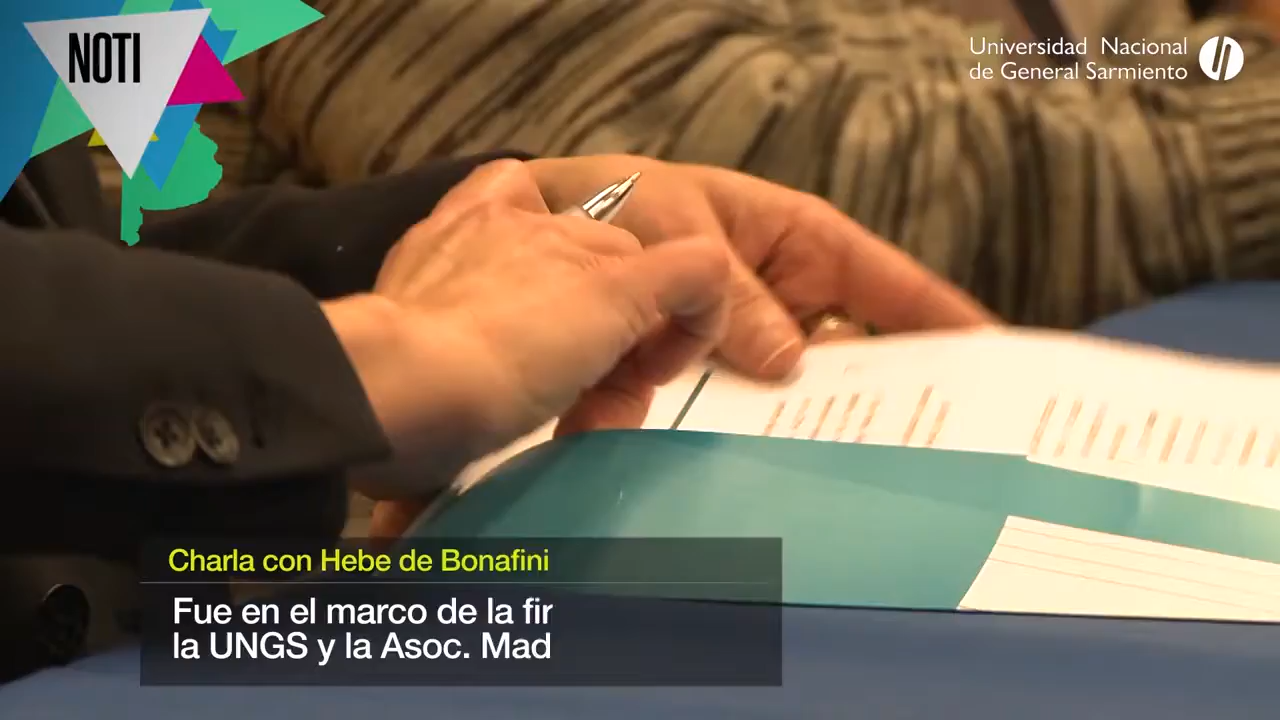 NOTI
Universidad Nacional
de General Sarmiento
Charla con Hebe de Bonafini
Fue en el marco de la fir
la UNGS y la Asoc. Mad